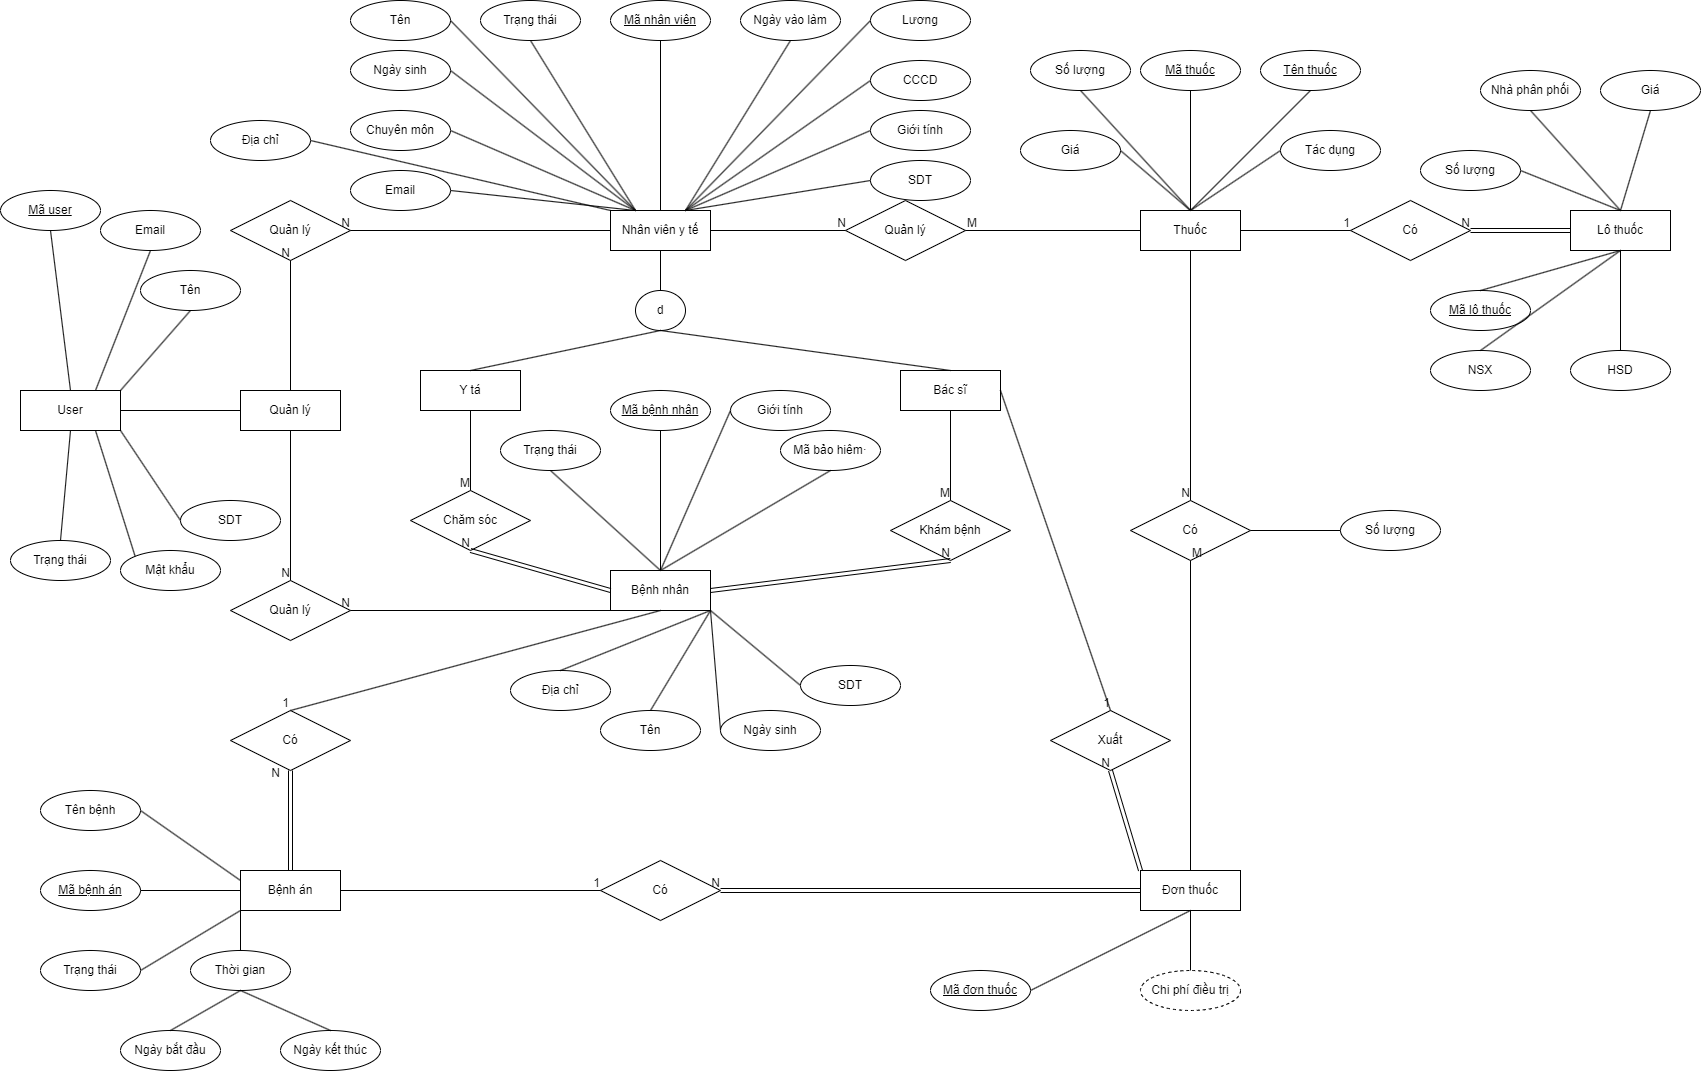 Tên
Trạng thái
Mã nhân viên
Ngày vào làm
Lương
Ngày sinh
CCCD
Số lượng
Mã thuốc
Tên thuốc
Nhà phân phối
Giá
Chuyên môn
Giới tính
Địa chỉ
Giá
Tác dụng
Email
SDT
Số lượng
Mã user
Email
Quản lý
N
N
Nhân viên y tế
N
Quản lý
M
Thuốc
1
Có
N
Lô thuốc
Tên
d
Mã lô thuốc
NSX
HSD
User
Quản lý
Y tá
Bác sĩ
Mã bệnh nhân
Giới tính
Trạng thái
Mã bảo hiêm·
M
Chăm sóc
N
M
Khám bệnh
N
N
Có
M
Số lượng
SDT
Trạng thái
Mật khẩu
N
Quản lý
N
Bệnh nhân
Địa chỉ
SDT
Tên
Ngày sinh
1
Có
N
1
Xuất
N
Tên bệnh
Mã bệnh án
Bệnh án
1
Có
N
Đơn thuốc
Trạng thái
Thời gian
Mã đơn thuốc
Chi phí điều trị
Ngày bắt đầu
Ngày kết thúc